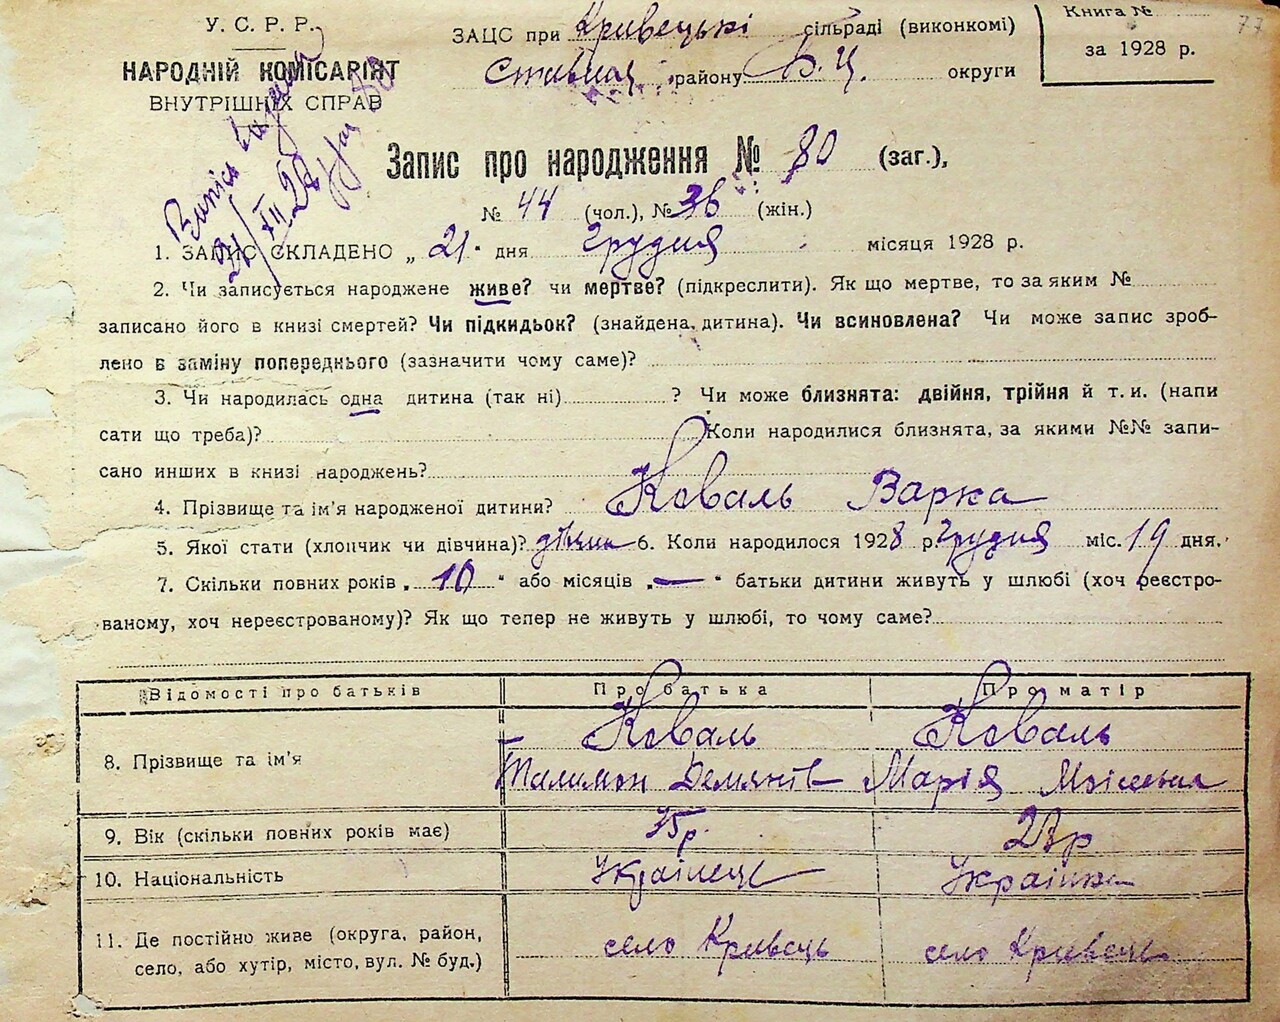 У. С. Р. Р.
НАРОДНІЙ КОМІСАРІЯТ
ВНУТРІШНІХ СПРАВ
ЗАЦС при Кривецькі сільраді (виконкомі)
району Б.Ц. округи
Книга №
за 1928 р.
77
Випись
21/XII 28
Запис про народження № 80 (заг.),
№ 44 (чол.), № 36 (жін.)
1. ЗАПИС СКЛАДЕНО „ 21 " дня грудня місяця 1928 р.
2. Чи записується народжене живе? чи мертве? (підкреслити). Як що мертве, то за яким №
записано його в книзі смертей? Чи підкидьок? (знайдена дитина). Чи всиновлена? Чи може запис зроб-
лено в заміну попереднього (зазначити чому саме)?
3. Чи народилась одна дитина (так ні) ? Чи може близнята: двійня, трійня й т. и. (напи
сати що треба)? Коли народилися близнята, за якими №№ запи-
сано инших в книзі народжень?
4. Прізвище та ім'я народженої дитини? Коваль Варка
5. Якої стати (хлопчик чи дівчина)? 6. Коли народилося 1928 р. Грудня міс. 19 дня.
7. Скільки повних років „ 10 " або місяців „ — " батьки дитини живуть у шлюбі (хоч реєстро-
ваному, хоч нереєстрованому)? Як що тепер не живуть у шлюбі, то чому саме?
Відомості про батьків Про батька Про матір
8. Прізвище та ім'я Коваль Коваль
Демянів Марія
9. Вік (скільки повних років має)
10. Національність Українець Українка
11. Де постійно живе (округа, район, село, або хутір, місто, вул. № буд.) село Кривець село Кривець